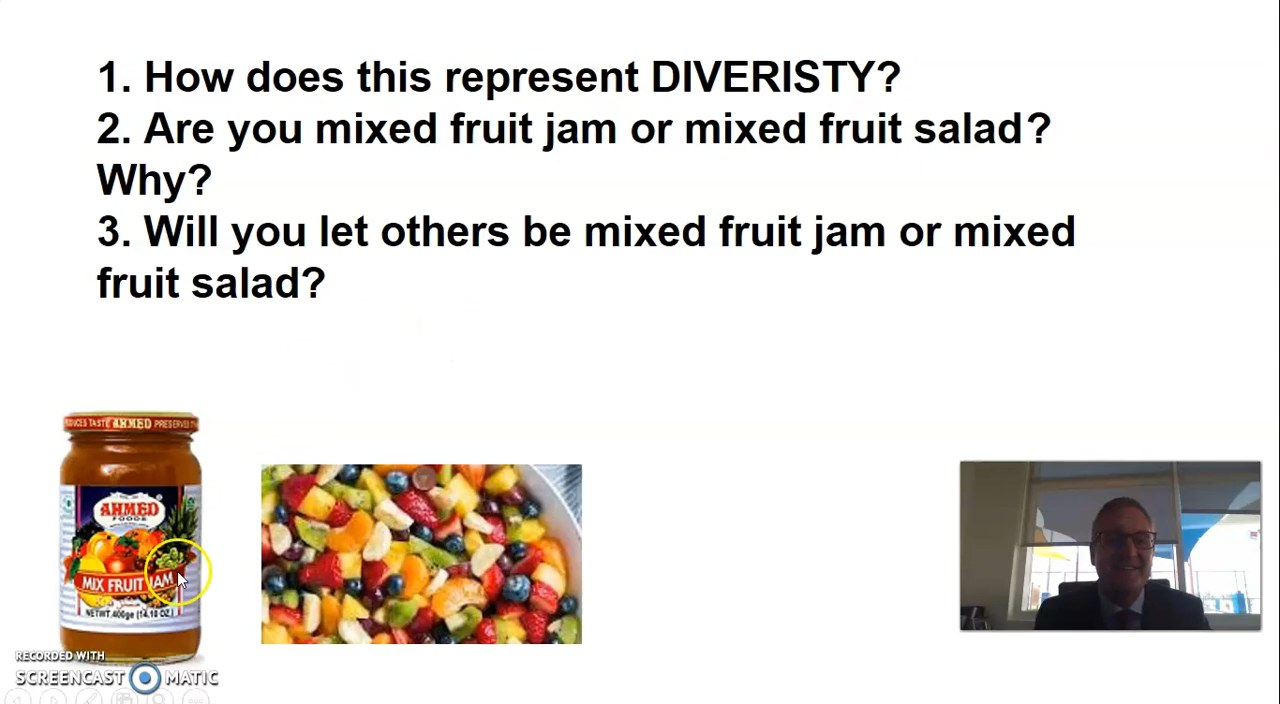 1. How does this represent DIVERISTY?
2. Are you mixed fruit jam or mixed fruit salad?
Why?
3. Will you let others be mixed fruit jam or mixed
fruit salad?
AHMED
AHMED
FOODS
MIX FRUIT JAM
RECORDED WITH
SCREENCAST MATIC